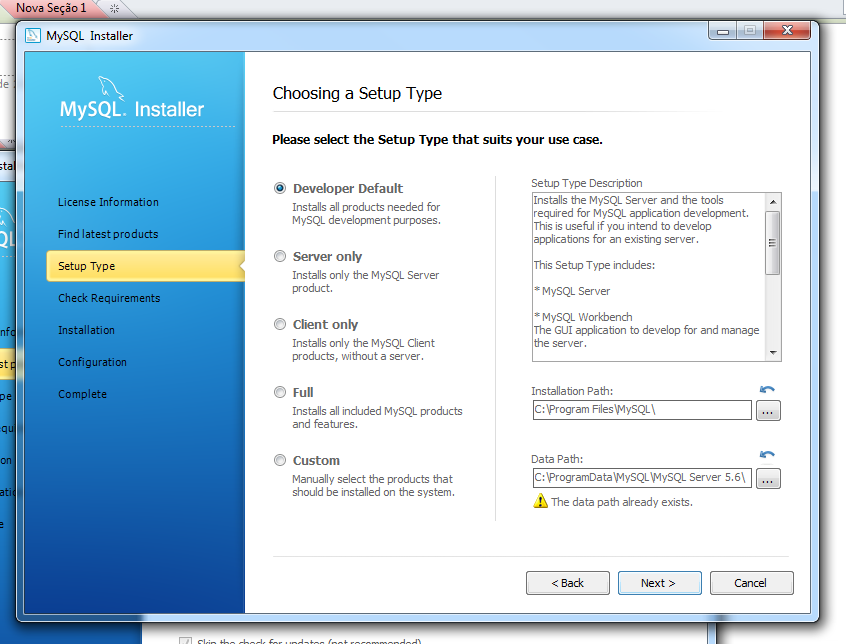 Nova Seção 1
MySQL Installer
MySQL. Installer
License Information
Find latest products
Setup Type
Check Requirements
Installation
Configuration
Complete
Choosing a Setup Type
Please select the Setup Type that suits your use case.
Developer Default
Installs all products needed for
MySQL development purposes.
Server only
Installs only the MySQL Server
product.
Client only
Installs only the MySQL Client
products, without a server.
Full
Installs all included MySQL products
and features.
Custom
Manually select the products that
should be installed on the system.
Setup Type Description
Installs the MySQL Server and the tools
required for MySQL application development.
This is useful if you intend to develop
applications for an existing server.
This Setup Type includes:
* MySQL Server
* MySQL Workbench
The GUI application to develop for and manage
the server.
Installation Path:
C:\Program Files\MySQL\
...
Data Path:
C:\ProgramData\MySQL\MySQL Server 5.6\
...
The data path already exists.
< Back
Next >
Cancel
Skip the check for updates (not recommended)